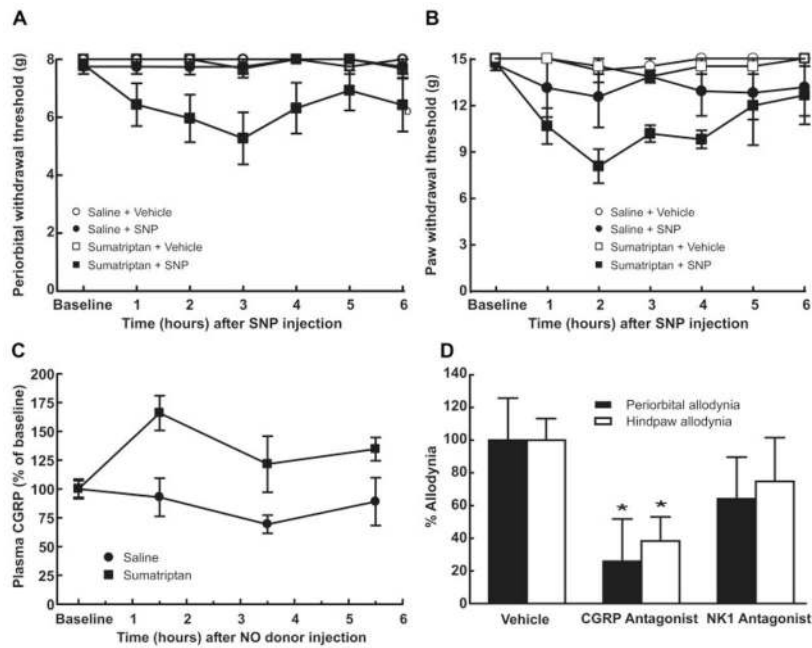 A
Periorbital withdrawal threshold (g)
8
6
4
2
0
Saline + Vehicle
Saline + SNP
Sumatriptan + Vehicle
Sumatriptan + SNP
b
Baseline 1 2 3 4 5 6
Time (hours) after SNP injection
B
Paw withdrawal threshold (g)
15
12
9
6
3
0
Saline + Vehicle
Saline + SNP
Sumatriptan + Vehicle
Sumatriptan + SNP
Baseline 1 2 3 4 5 6
Time (hours) after SNP injection
C
Plasma CGRP (% of baseline)
200
175
150
125
100
75
50
25
0
Saline
Sumatriptan
Baseline 1 2 3 4 5 6
Time (hours) after NO donor injection
D
% Allodynia
140
120
100
80
60
40
20
0
Periorbital allodynia
Hindpaw allodynia
* *
Vehicle CGRP Antagonist NK1 Antagonist